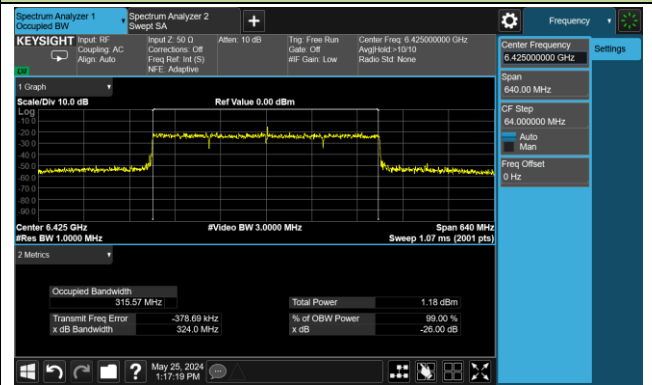 Spectrum Analyzer 1
Occupied BW
Spectrum Analyzer 2
Swept SA
Frequency
KEYSIGHT
Input: RF
Coupling: AC
Align: Auto
Input Z: 50 Ω
Corrections: Off
Freq Ref: Int (S)
NFE: Adaptive
Atten: 10 dB
Trig: Free Run
Gate: Off
#IF Gain: Low
Center Freq: 6.425000000 GHz
Avg|Hold:>10/10
Radio Std: None
Center Frequency
6.425000000 GHz
Settings
Span
640.00 MHz
CF Step
64.000000 MHz
Auto
Man
Freq Offset
0 Hz
1 Graph
Scale/Div 10.0 dB
Ref Value 0.00 dBm
Log
-10.0
-20.0
-30.0
-40.0
-50.0
-60.0
-70.0
-80.0
-90.0
Center 6.425 GHz
#Video BW 3.0000 MHz
Span 640 MHz
#Res BW 1.0000 MHz
Sweep 1.07 ms (2001 pts)
2 Metrics
Occupied Bandwidth
315.57 MHz
Total Power
1.18 dBm
Transmit Freq Error
-378.69 kHz
% of OBW Power
99.00 %
x dB Bandwidth
324.0 MHz
x dB
-26.00 dB
?
May 25, 2024
1:17:19 PM